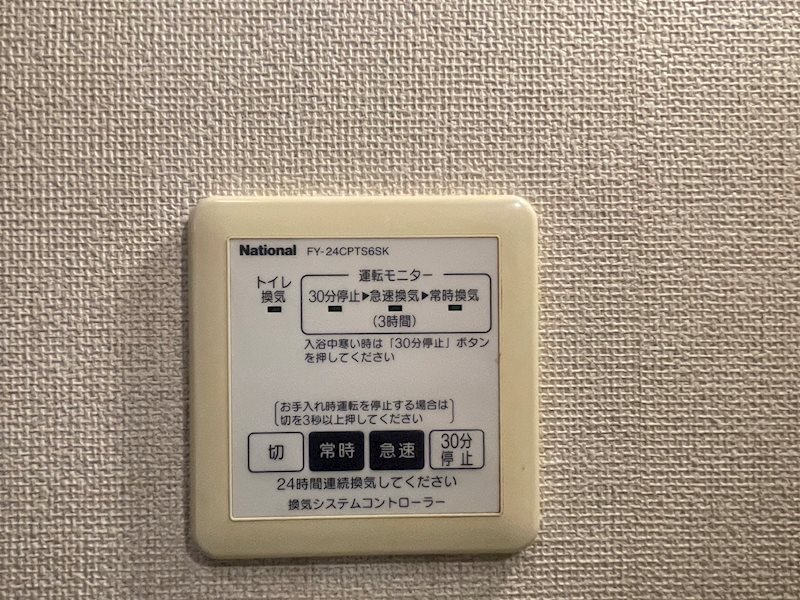 National FY-24CPTS6SK
トイレ
換気
運転モニター
30分停止▶急速換気▶常時換気
(3時間)
入浴中寒い時は「30分停止」ボタン
を押してください
お手入れ時運転を停止する場合は
切を3秒以上押してください
切 常時 急速 30分
停止
24時間連続換気してください
換気システムコントローラー